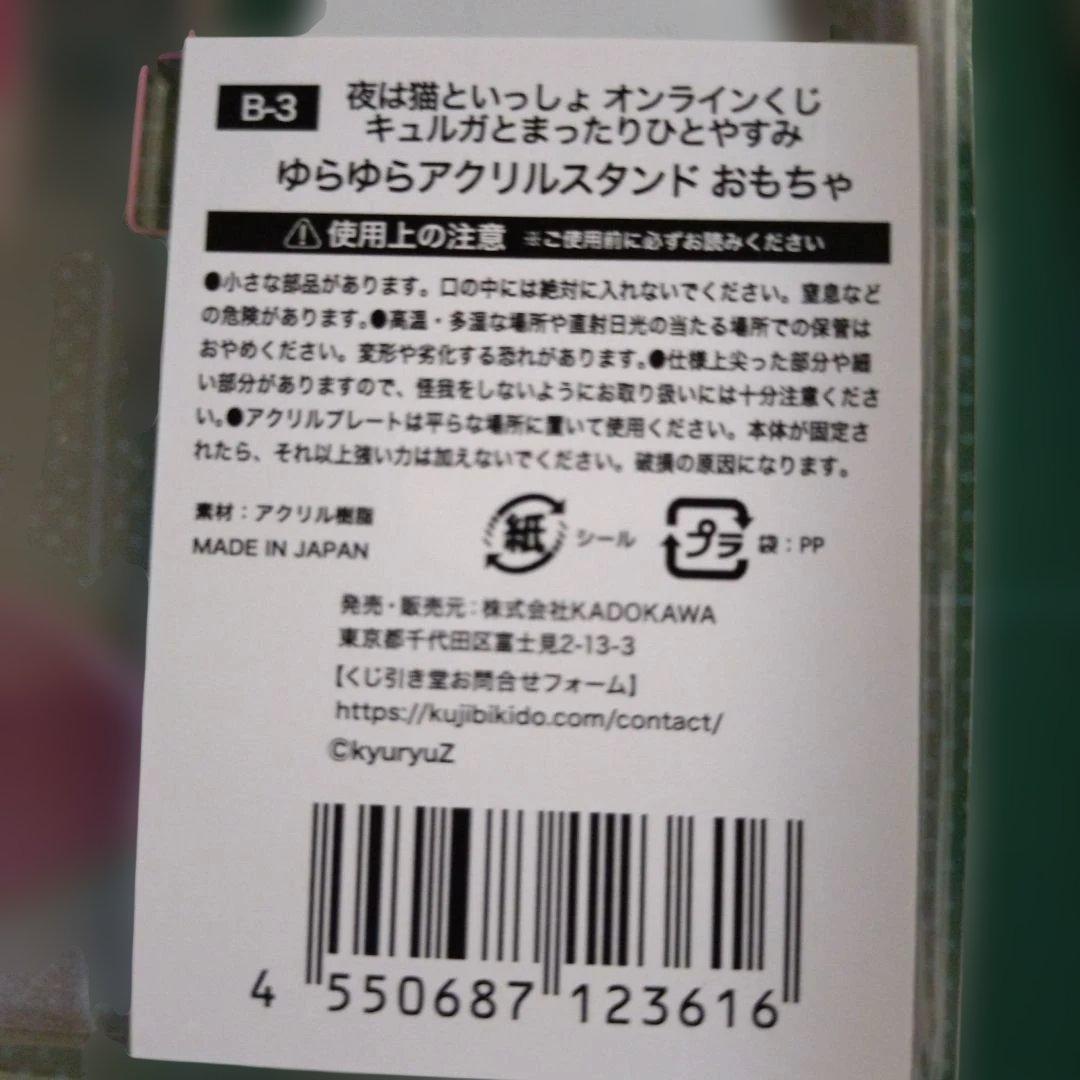 B-3
夜は猫といっしょ オンラインくじ
キュルガとまったりひとやすみ
ゆらゆらアクリルスタンド おもちゃ
⚠使用上の注意 ※ご使用前に必ずお読みください
●小さな部品があります。口の中には絶対に入れないでください。窒息など
の危険があります。●高温・多湿な場所や直射日光の当たる場所での保管は
おやめください。変形や劣化する恐れがあります。●仕様上尖った部分や細
い部分がありますので、怪我をしないようにお取り扱いには十分注意くださ
い。●アクリルプレートは平らな場所に置いて使用ください。本体が固定さ
れたら、それ以上強い力は加えないでください。破損の原因になります。
素材：アクリル樹脂
MADE IN JAPAN
紙 シール
プラ 袋：PP
発売・販売元：株式会社KADOKAWA
東京都千代田区富士見2-13-3
【くじ引き堂お問合せフォーム】
https://kujibikido.com/contact/
©kyuryuZ
4 550687 123616